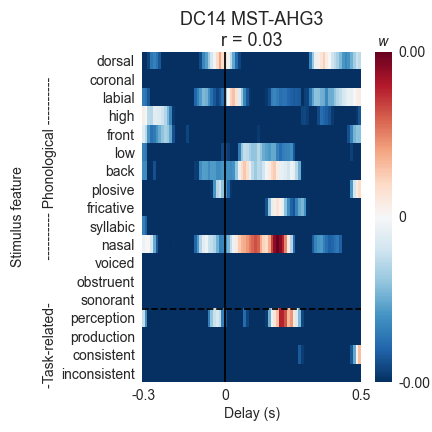 DC14 MST-AHG3
r = 0.03
w
Stimulus feature
---------- Phonological ----------
-Task-related-
dorsal
coronal
labial
high
front
low
back
plosive
fricative
syllabic
nasal
voiced
obstruent
sonorant
perception
production
consistent
inconsistent
-0.3
0
0.5
Delay (s)
0.00
0
-0.00